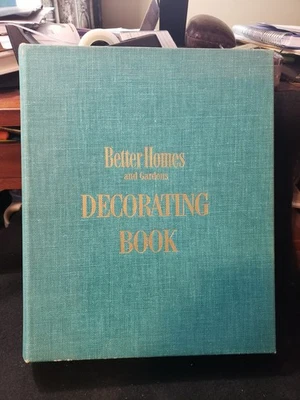 Better Homes
and Gardens
DECORATING
BOOK